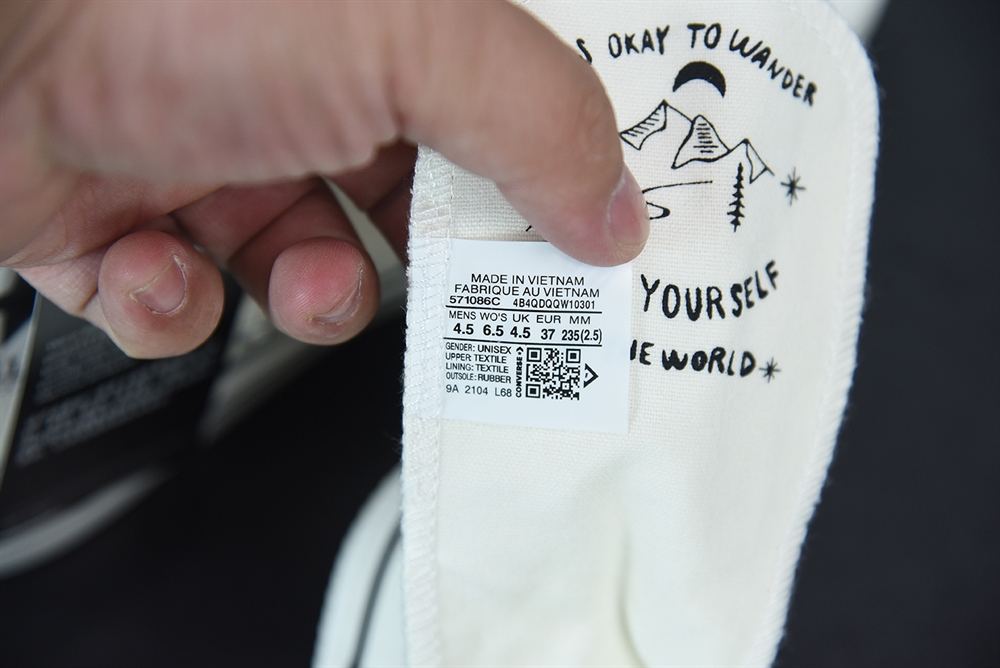 S OKAY TO WANDER
YOURSELF
HE WORLD
MADE IN VIETNAM
FABRIQUE AU VIETNAM
571086C 4B4QDQQW10301
MENS WO'S UK EUR MM
4.5 6.5 4.5 37 235(2.5)
GENDER: UNISEX
UPPER: TEXTILE
LINING: TEXTILE
OUTSOLE: RUBBER
9A 2104 L68
CONVERSE